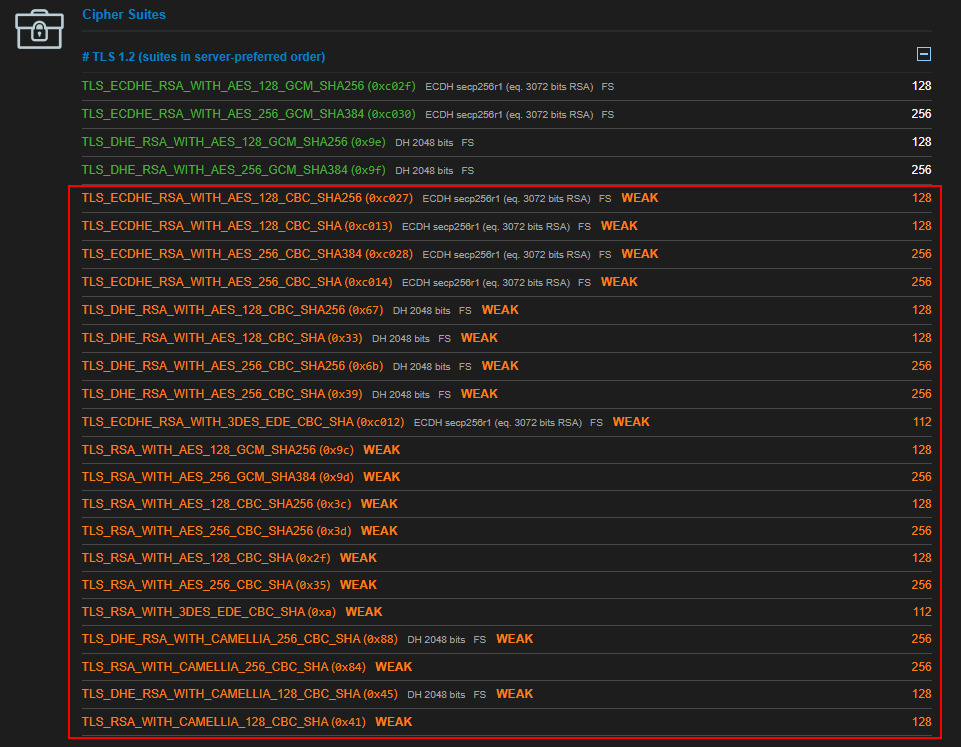 Cipher Suites
# TLS 1.2 (suites in server-preferred order)
TLS_ECDHE_RSA_WITH_AES_128_GCM_SHA256 (0xc02f) ECDH secp256r1 (eq. 3072 bits RSA) FS 128
TLS_ECDHE_RSA_WITH_AES_256_GCM_SHA384 (0xc030) ECDH secp256r1 (eq. 3072 bits RSA) FS 256
TLS_DHE_RSA_WITH_AES_128_GCM_SHA256 (0x9e) DH 2048 bits FS 128
TLS_DHE_RSA_WITH_AES_256_GCM_SHA384 (0x9f) DH 2048 bits FS 256
TLS_ECDHE_RSA_WITH_AES_128_CBC_SHA256 (0xc027) ECDH secp256r1 (eq. 3072 bits RSA) FS WEAK 128
TLS_ECDHE_RSA_WITH_AES_128_CBC_SHA (0xc013) ECDH secp256r1 (eq. 3072 bits RSA) FS WEAK 128
TLS_ECDHE_RSA_WITH_AES_256_CBC_SHA384 (0xc028) ECDH secp256r1 (eq. 3072 bits RSA) FS WEAK 256
TLS_ECDHE_RSA_WITH_AES_256_CBC_SHA (0xc014) ECDH secp256r1 (eq. 3072 bits RSA) FS WEAK 256
TLS_DHE_RSA_WITH_AES_128_CBC_SHA256 (0x67) DH 2048 bits FS WEAK 128
TLS_DHE_RSA_WITH_AES_128_CBC_SHA (0x33) DH 2048 bits FS WEAK 128
TLS_DHE_RSA_WITH_AES_256_CBC_SHA256 (0x6b) DH 2048 bits FS WEAK 256
TLS_DHE_RSA_WITH_AES_256_CBC_SHA (0x39) DH 2048 bits FS WEAK 256
TLS_ECDHE_RSA_WITH_3DES_EDE_CBC_SHA (0xc012) ECDH secp256r1 (eq. 3072 bits RSA) FS WEAK 112
TLS_RSA_WITH_AES_128_GCM_SHA256 (0x9c) WEAK 128
TLS_RSA_WITH_AES_256_GCM_SHA384 (0x9d) WEAK 256
TLS_RSA_WITH_AES_128_CBC_SHA256 (0x3c) WEAK 128
TLS_RSA_WITH_AES_256_CBC_SHA256 (0x3d) WEAK 256
TLS_RSA_WITH_AES_128_CBC_SHA (0x2f) WEAK 128
TLS_RSA_WITH_AES_256_CBC_SHA (0x35) WEAK 256
TLS_RSA_WITH_3DES_EDE_CBC_SHA (0xa) WEAK 112
TLS_DHE_RSA_WITH_CAMELLIA_256_CBC_SHA (0x88) DH 2048 bits FS WEAK 256
TLS_RSA_WITH_CAMELLIA_256_CBC_SHA (0x84) WEAK 256
TLS_DHE_RSA_WITH_CAMELLIA_128_CBC_SHA (0x45) DH 2048 bits FS WEAK 128
TLS_RSA_WITH_CAMELLIA_128_CBC_SHA (0x41) WEAK 128